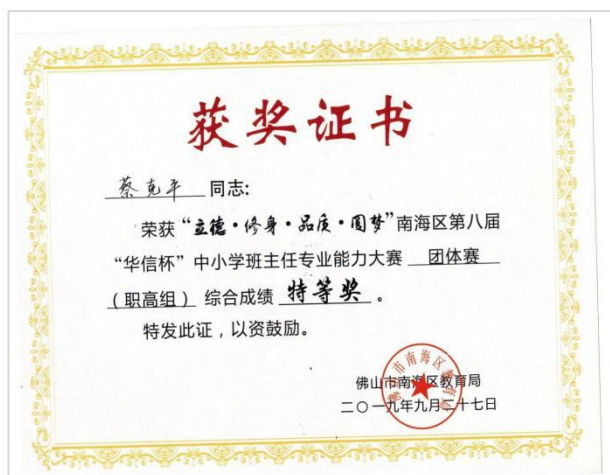 获奖证书
蔡克平 同志:
荣获“立德·修身·品质·圆梦”南海区第八届
“华信杯”中小学班主任专业能力大赛 团体赛
(职高组) 综合成绩 特等奖 。
特发此证，以资鼓励。
佛山市南海区教育局
二〇一九年九月二十七日